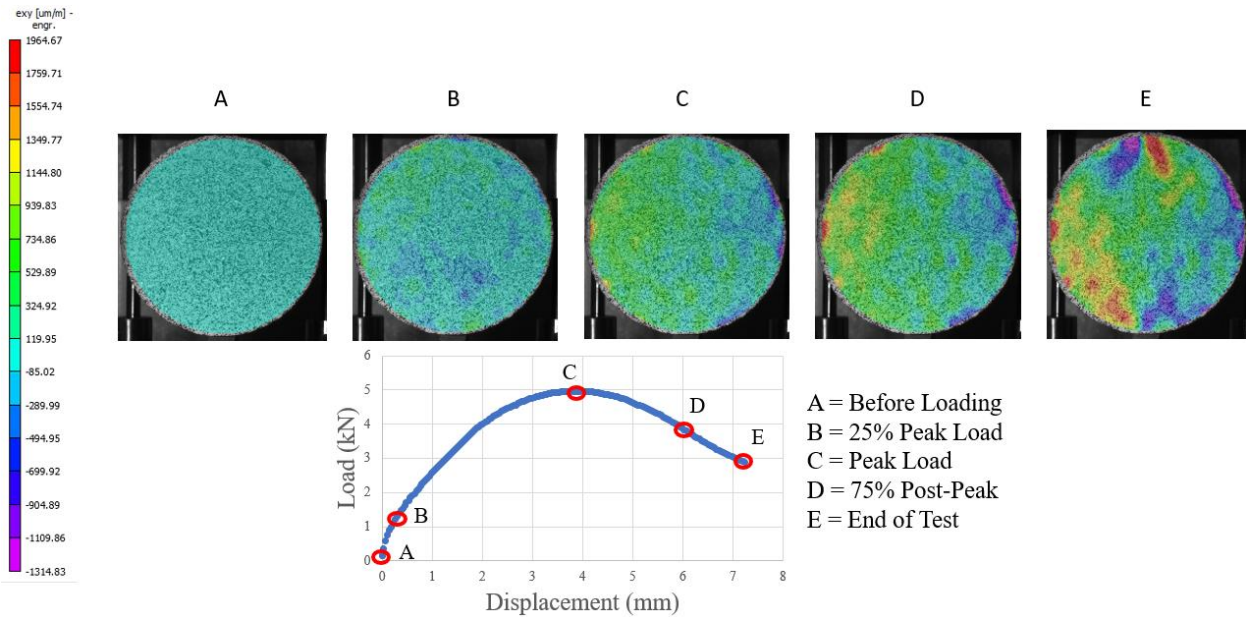 exy [um/m] -
engr.
1964.67
1759.71
1554.74
1349.77
1144.80
939.83
734.86
529.89
324.92
119.95
-85.02
-289.99
-494.95
-699.92
-904.89
-1109.86
-1314.83
A B C D E
6
5
4
3
2
1
0
Load (kN)
A
B
C
D
E
0 1 2 3 4 5 6 7 8
Displacement (mm)
A = Before Loading
B = 25% Peak Load
C = Peak Load
D = 75% Post-Peak
E = End of Test